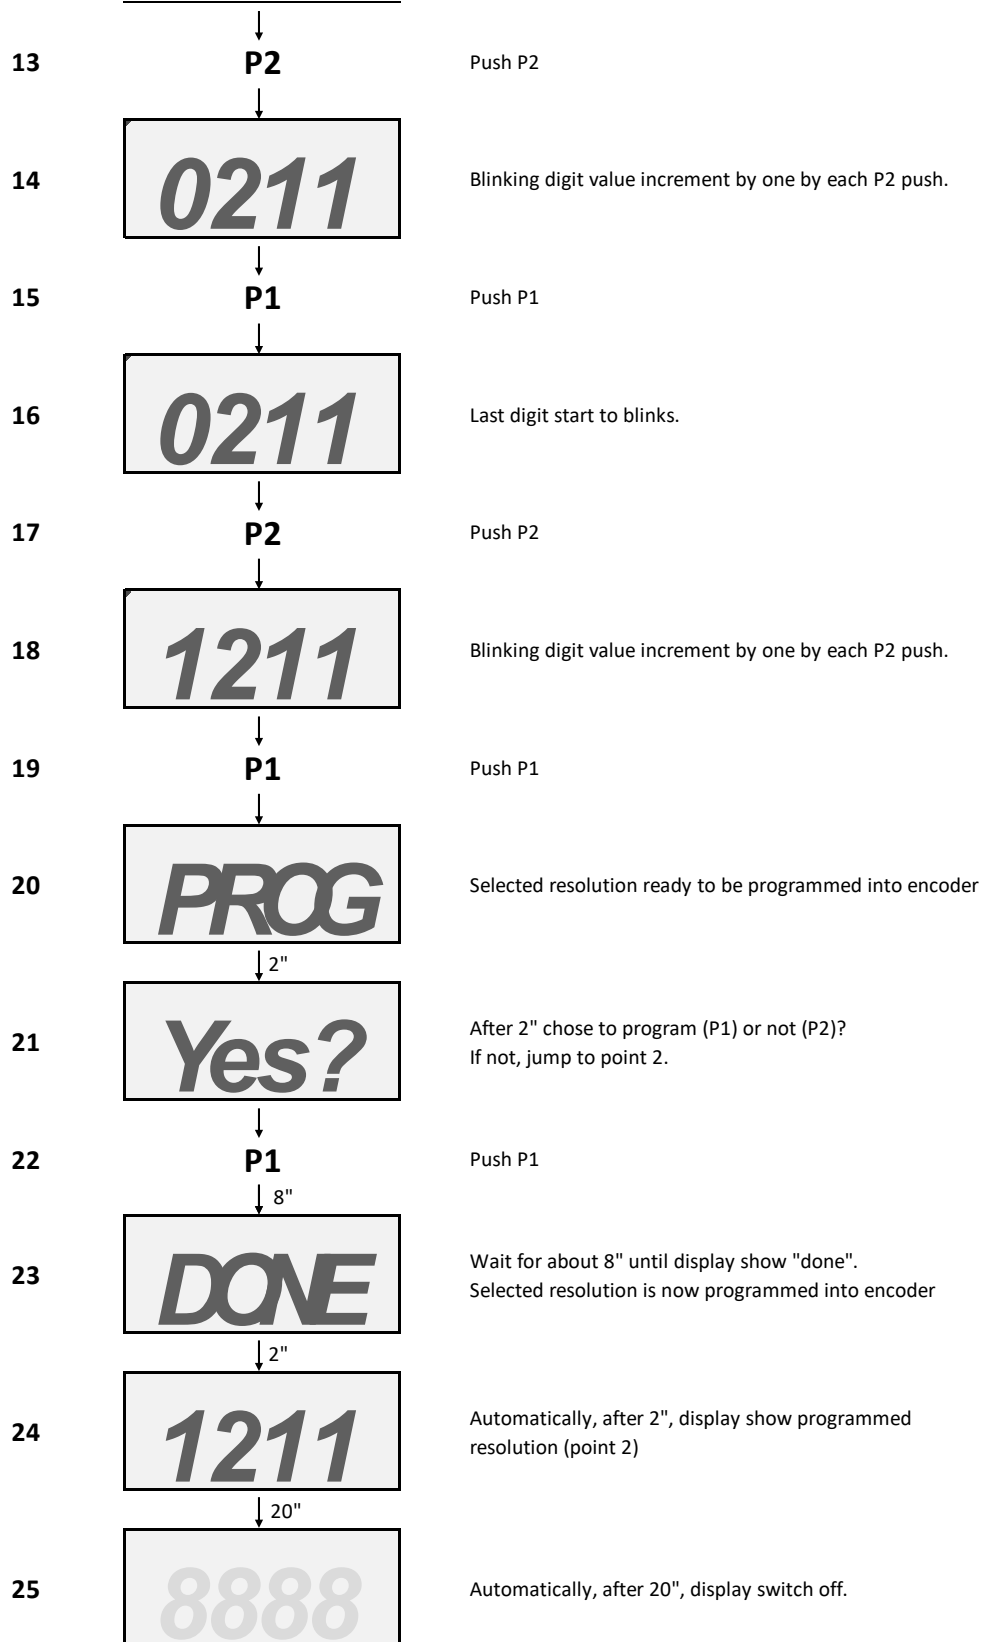 13 P2 Push P2
14 0211 Blinking digit value increment by one by each P2 push.
15 P1 Push P1
16 0211 Last digit start to blinks.
17 P2 Push P2
18 1211 Blinking digit value increment by one by each P2 push.
19 P1 Push P1
20 PROG Selected resolution ready to be programmed into encoder
2"
21 Yes? After 2" chose to program (P1) or not (P2)?
If not, jump to point 2.
22 P1 Push P1
8"
23 DONE Wait for about 8" until display show "done".
Selected resolution is now programmed into encoder
2"
24 1211 Automatically, after 2", display show programmed
resolution (point 2)
20"
25 8888 Automatically, after 20", display switch off.